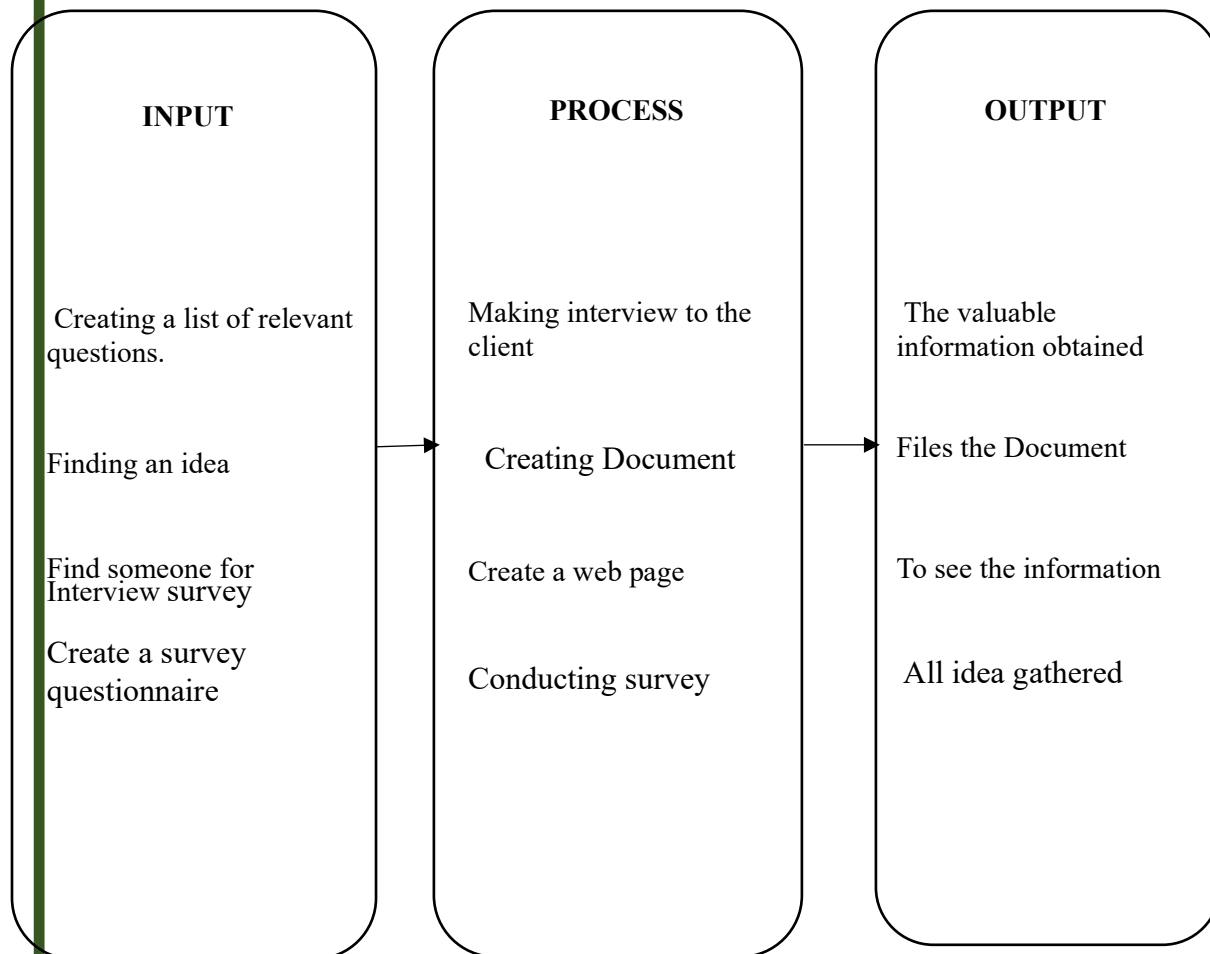 INPUT
Creating a list of relevant
questions.
Finding an idea
Find someone for
Interview survey
Create a survey
questionnaire
PROCESS
Making interview to the
client
Creating Document
Create a web page
Conducting survey
OUTPUT
The valuable
information obtained
Files the Document
To see the information
All idea gathered